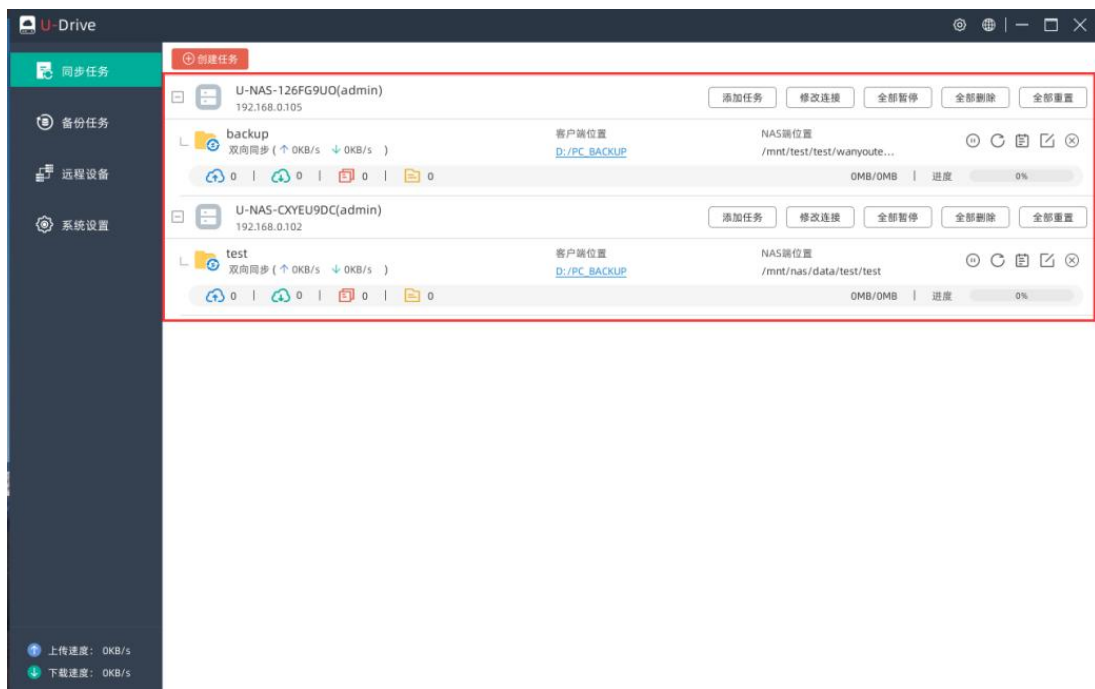 U-Drive
同步任务
备份任务
远程设备
系统设置
创建任务
U-NAS-126FG9UO(admin)
192.168.0.105
添加任务 修改连接 全部暂停 全部删除 全部重置
backup 客户端位置 NAS端位置
双向同步 ( ↑ 0KB/s ↓ 0KB/s ) D:/PC_BACKUP /mnt/test/test/wanyoute...
0 | 0 | 0 | 0 0MB/0MB | 进度 0%
U-NAS-CXYEU9DC(admin)
192.168.0.102
添加任务 修改连接 全部暂停 全部删除 全部重置
test 客户端位置 NAS端位置
双向同步 ( ↑ 0KB/s ↓ 0KB/s ) D:/PC_BACKUP /mnt/nas/data/test/test
0 | 0 | 0 | 0 0MB/0MB | 进度 0%
上传速度: 0KB/s
下载速度: 0KB/s